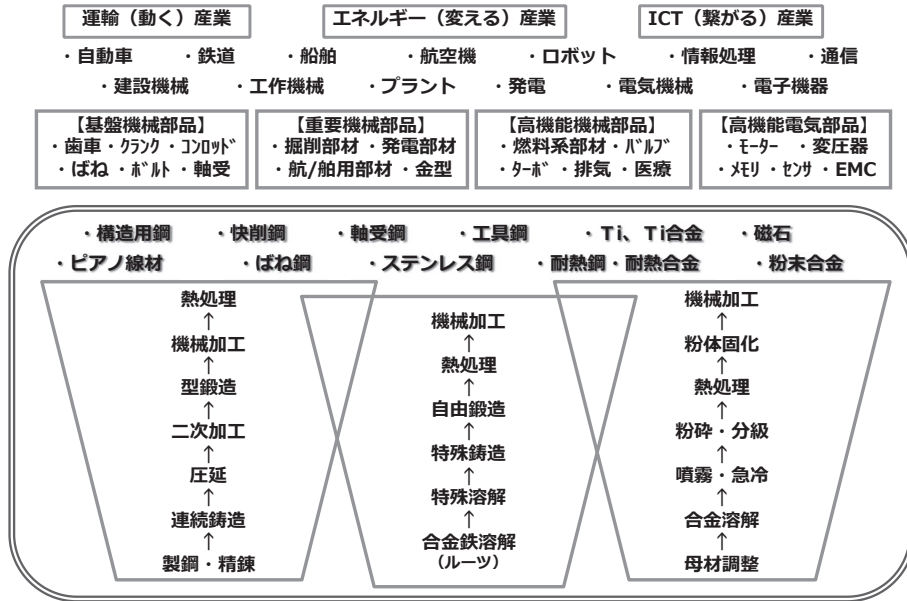 運輸（動く）産業 エネルギー（変える）産業 ICT（繋がる）産業
・自動車 ・鉄道 ・船舶 ・航空機 ・ロボット ・情報処理 ・通信
・建設機械 ・工作機械 ・プラント ・発電 ・電気機械 ・電子機器
【基盤機械部品】
・歯車・ｸﾗﾝｸ・ｺﾝﾛｯﾄﾞ
・ばね・ﾎﾞﾙﾄ・軸受
【重要機械部品】
・掘削部材・発電部材
・航/舶用部材・金型
【高機能機械部品】
・燃料系部材・ﾊﾞﾙﾌﾞ
・ﾀｰﾎﾞ・排気・医療
【高機能電気部品】
・ﾓｰﾀｰ・変圧器
・ﾒﾓﾘ・ｾﾝｻ・EMC
・構造用鋼 ・快削鋼 ・軸受鋼 ・工具鋼 ・Ti、Ti合金 ・磁石
・ピアノ線材 ・ばね鋼 ・ステンレス鋼 ・耐熱鋼・耐熱合金 ・粉末合金
熱処理
↑
機械加工
↑
型鍛造
↑
二次加工
↑
圧延
↑
連続鋳造
↑
製鋼・精錬
機械加工
↑
熱処理
↑
自由鍛造
↑
特殊鋳造
↑
特殊溶解
↑
合金鉄溶解
（ルーツ）
機械加工
↑
粉体固化
↑
熱処理
↑
粉砕・分級
↑
噴霧・急冷
↑
合金溶解
↑
母材調整